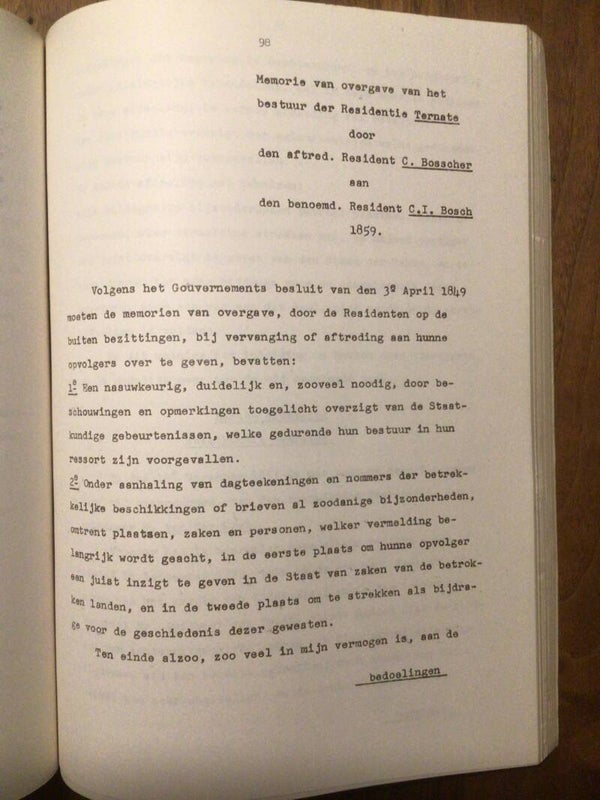 98
Memorie van overgave van het
bestuur der Residentie Ternate
door
den aftred. Resident C. Bosscher
aan
den benoemd. Resident C.I. Bosch
1859.
Volgens het Gouvernements besluit van den 3e April 1849
moeten de memorien van overgave, door de Residenten op de
buiten bezittingen, bij vervanging of aftreding aan hunne
opvolgers over te geven, bevatten:
1e Een naauwkeurig, duidelijk en, zooveel noodig, door be-
schouwingen en opmerkingen toegelicht overzigt van de Staat-
kundige gebeurtenissen, welke gedurende hun bestuur in hun
ressort zijn voorgevallen.
2e Onder aanhaling van dagteekeningen en nommers der betrek-
kelijke beschikkingen of brieven al zoodanige bijzonderheden,
omtrent plaatsen, zaken en personen, welker vermelding be-
langrijk wordt geacht, in de eerste plaats om hunne opvolger
een juist inzigt te geven in de Staat van zaken van de betrok-
ken landen, en in de tweede plaats om te strekken als bijdra-
ge voor de geschiedenis dezer gewesten.
Ten einde alzoo, zoo veel in mijn vermogen is, aan de
bedoelingen